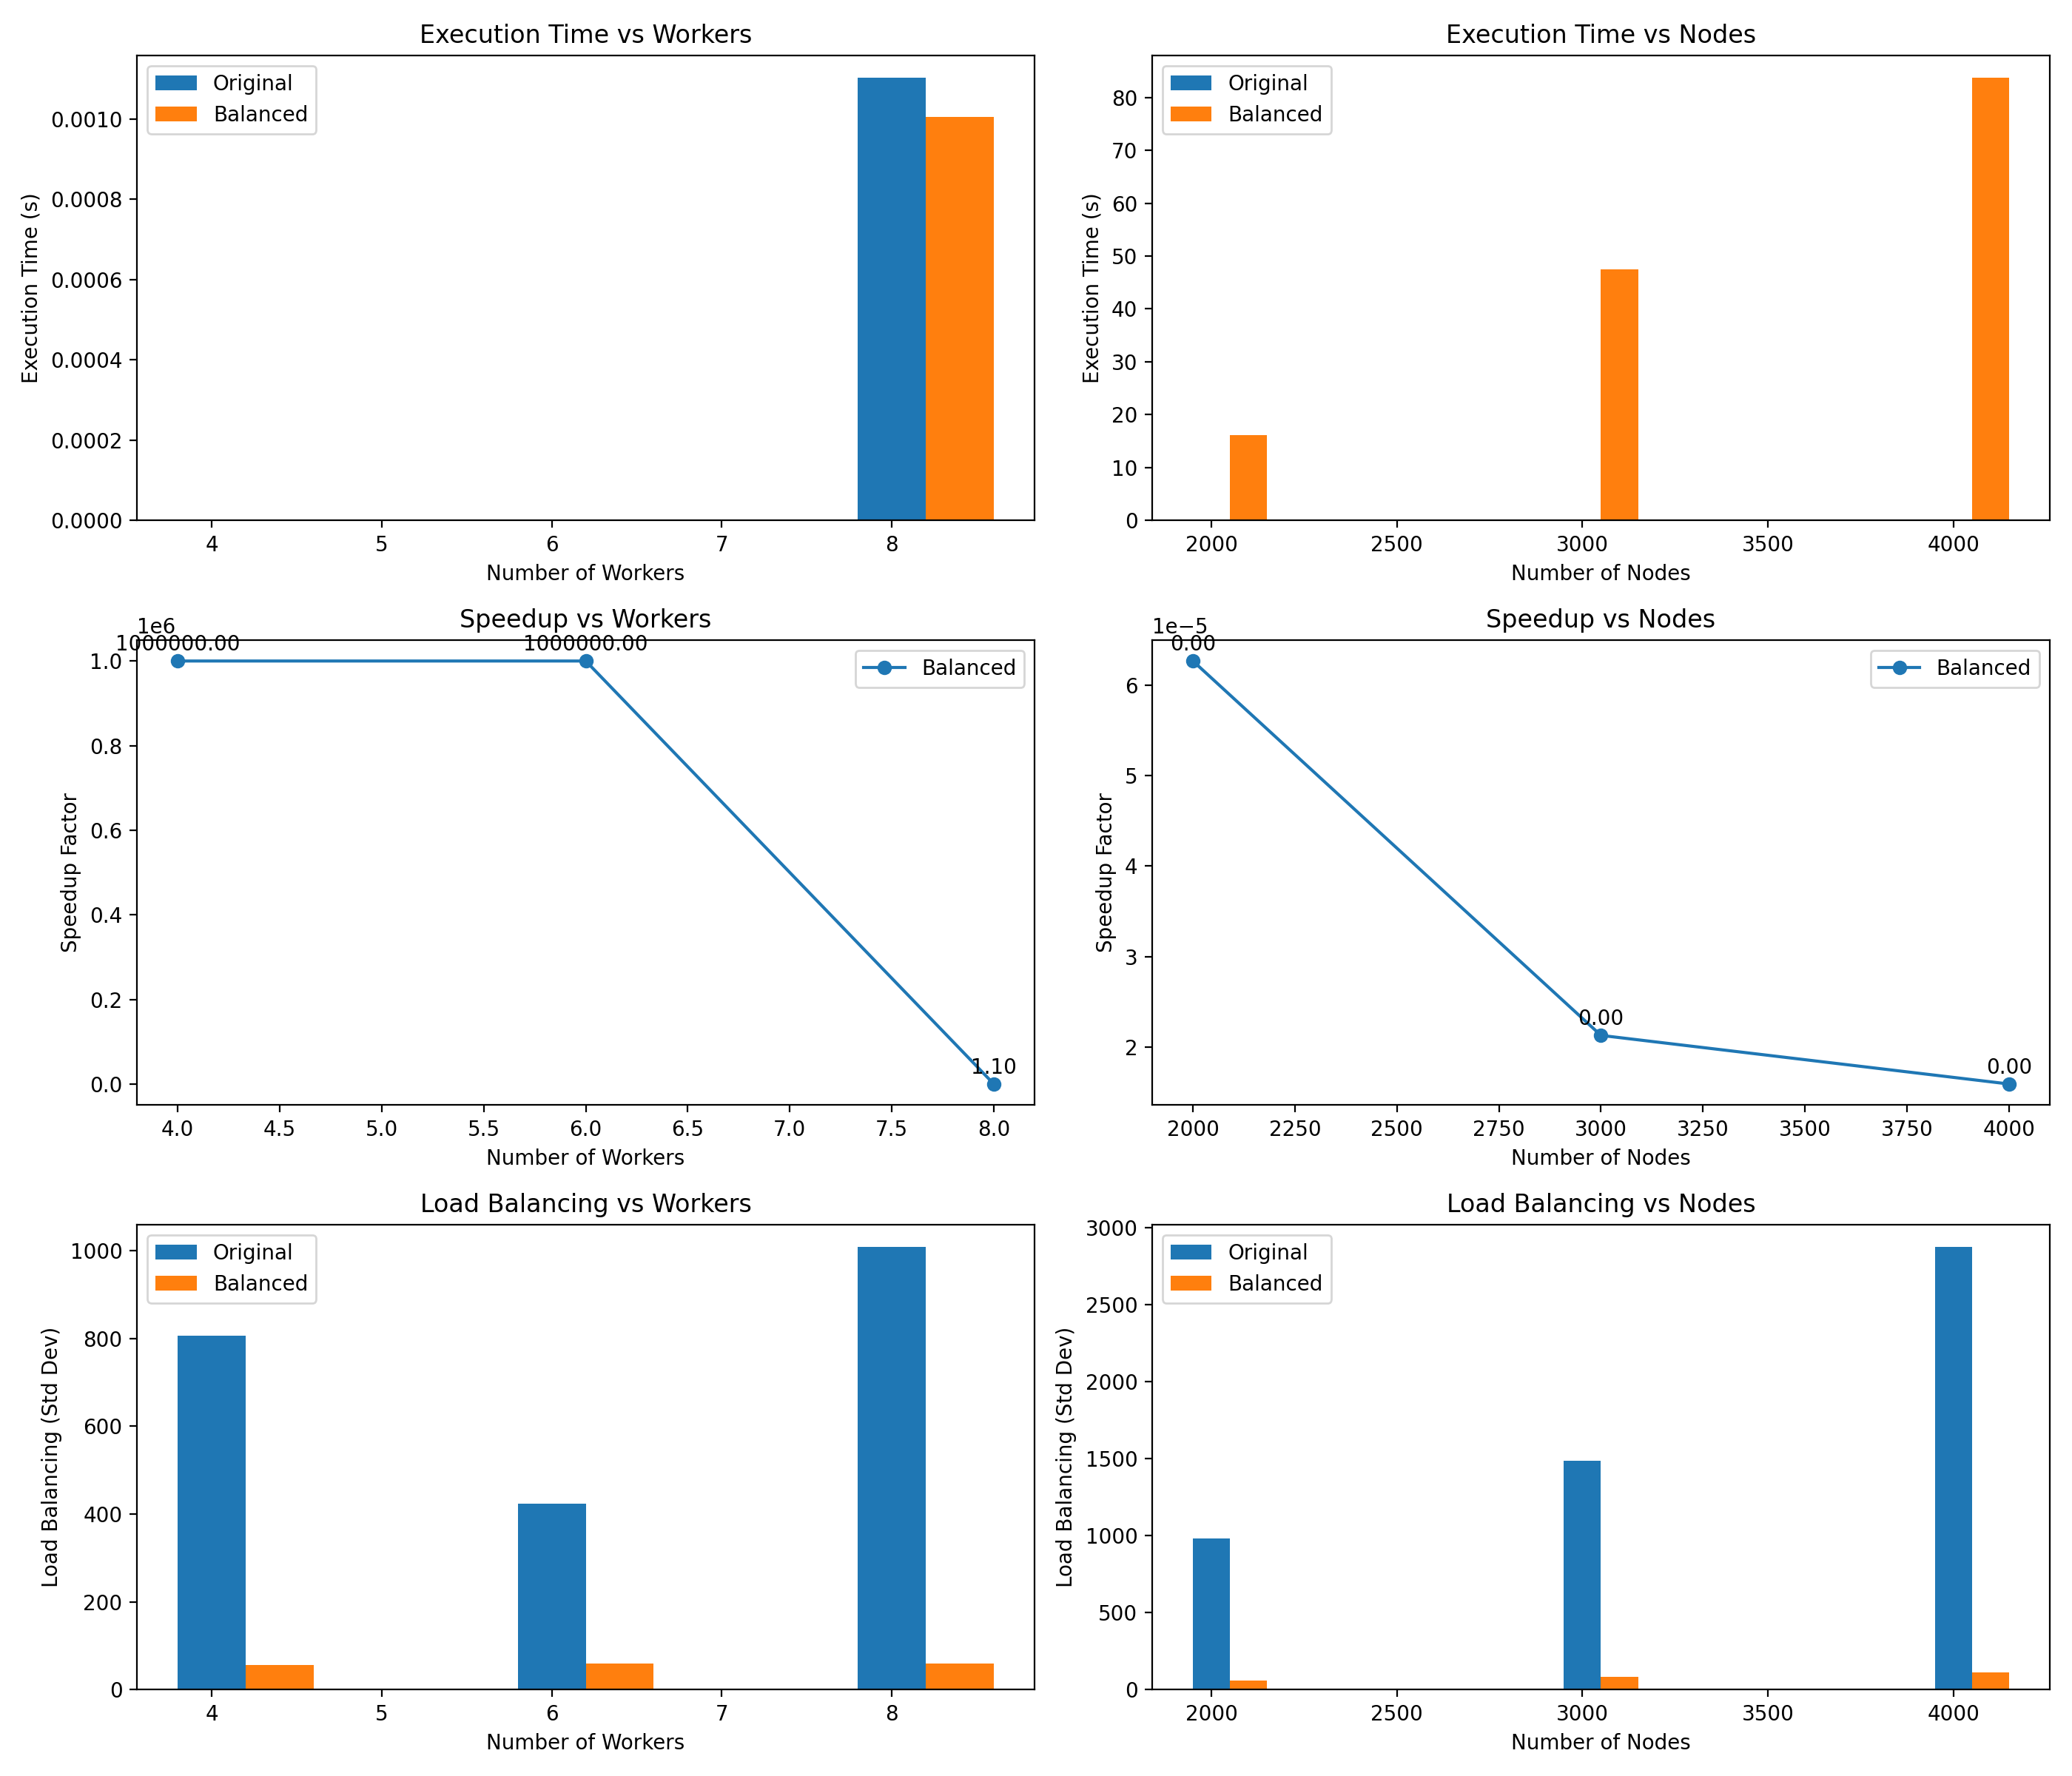 Execution Time vs Workers
Original
Balanced
0.0010
0.0008
0.0006
0.0004
0.0002
0.0000
Execution Time (s)
4 5 6 7 8
Number of Workers
Execution Time vs Nodes
Original
Balanced
80
70
60
50
40
30
20
10
0
Execution Time (s)
2000 2500 3000 3500 4000
Number of Nodes
Speedup vs Workers
1e6
1000000.00 1000000.00
Balanced
1.0
0.8
0.6
0.4
0.2
0.0
1.10
Speedup Factor
4.0 4.5 5.0 5.5 6.0 6.5 7.0 7.5 8.0
Number of Workers
Speedup vs Nodes
1e−5
0.00
Balanced
6
5
4
3
2
0.00
0.00
Speedup Factor
2000 2250 2500 2750 3000 3250 3500 3750 4000
Number of Nodes
Load Balancing vs Workers
Original
Balanced
1000
800
600
400
200
0
Load Balancing (Std Dev)
4 5 6 7 8
Number of Workers
Load Balancing vs Nodes
Original
Balanced
3000
2500
2000
1500
1000
500
0
Load Balancing (Std Dev)
2000 2500 3000 3500 4000
Number of Nodes